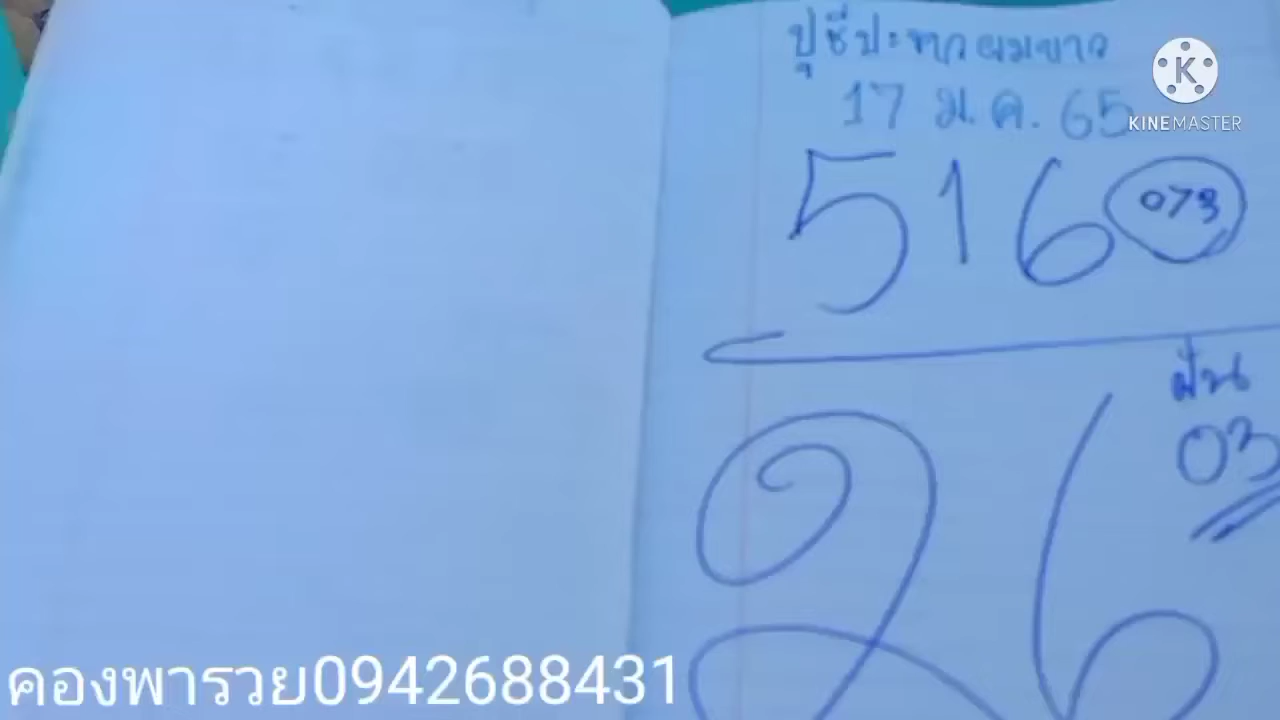 ปู่ชีปะขาวผมขาว
17 ม.ค. 65
KINEMASTER
516 073
ฝัน
03
26
คองพารวย0942688431